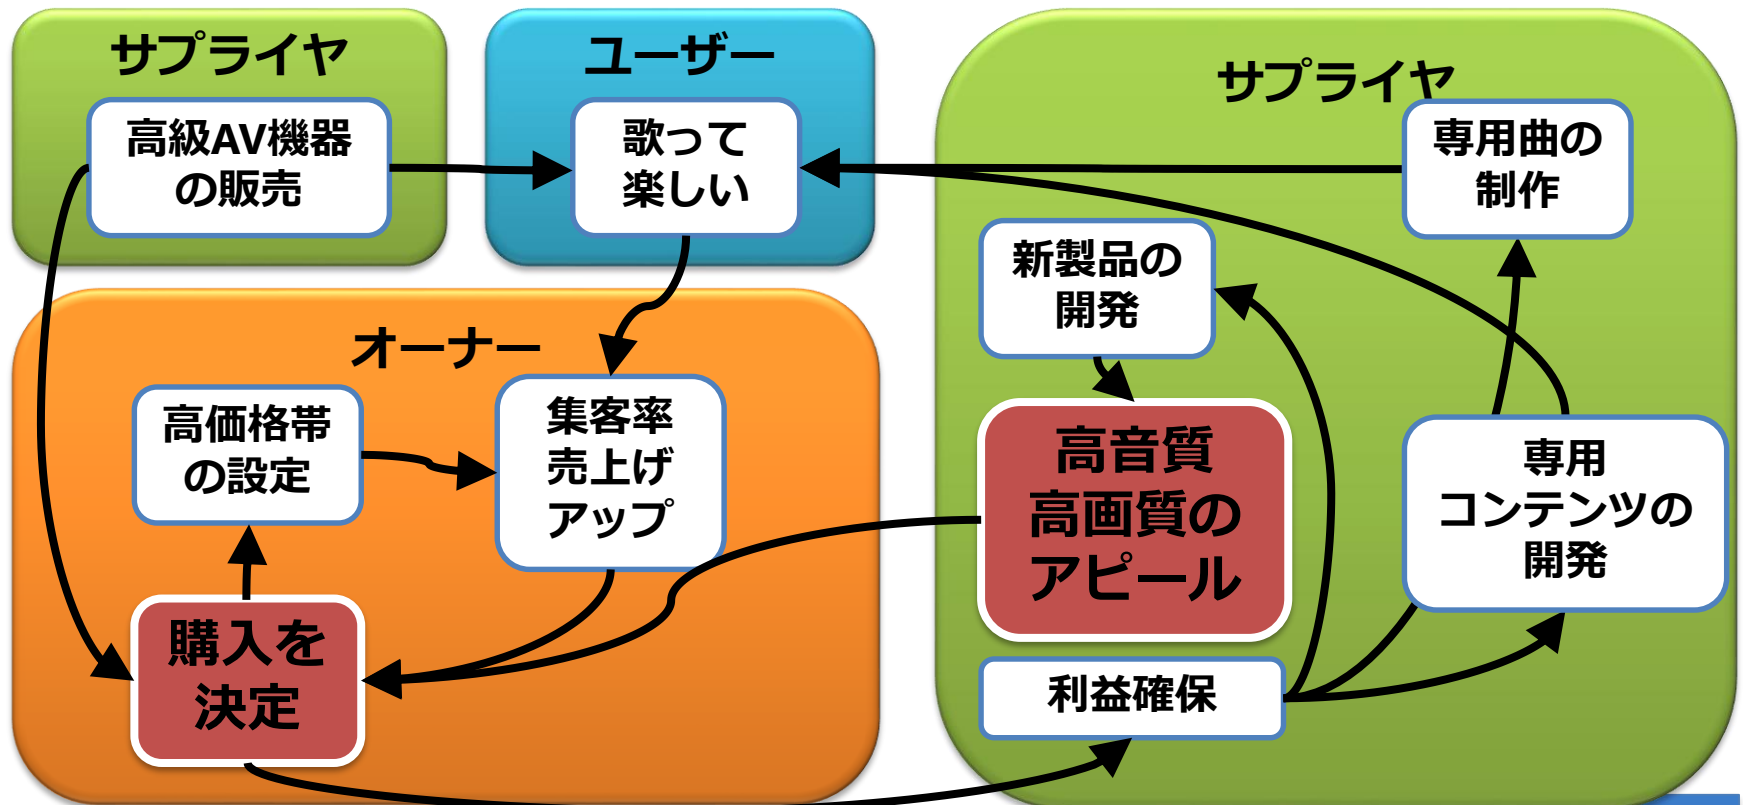 サプライヤ
高級AV機器
の販売
ユーザー
歌って
楽しい
サプライヤ
専用曲の
制作
新製品の
開発
高音質
高画質の
アピール
専用
コンテンツの
開発
利益確保
オーナー
高価格帯
の設定
集客率
売上げ
アップ
購入を
決定